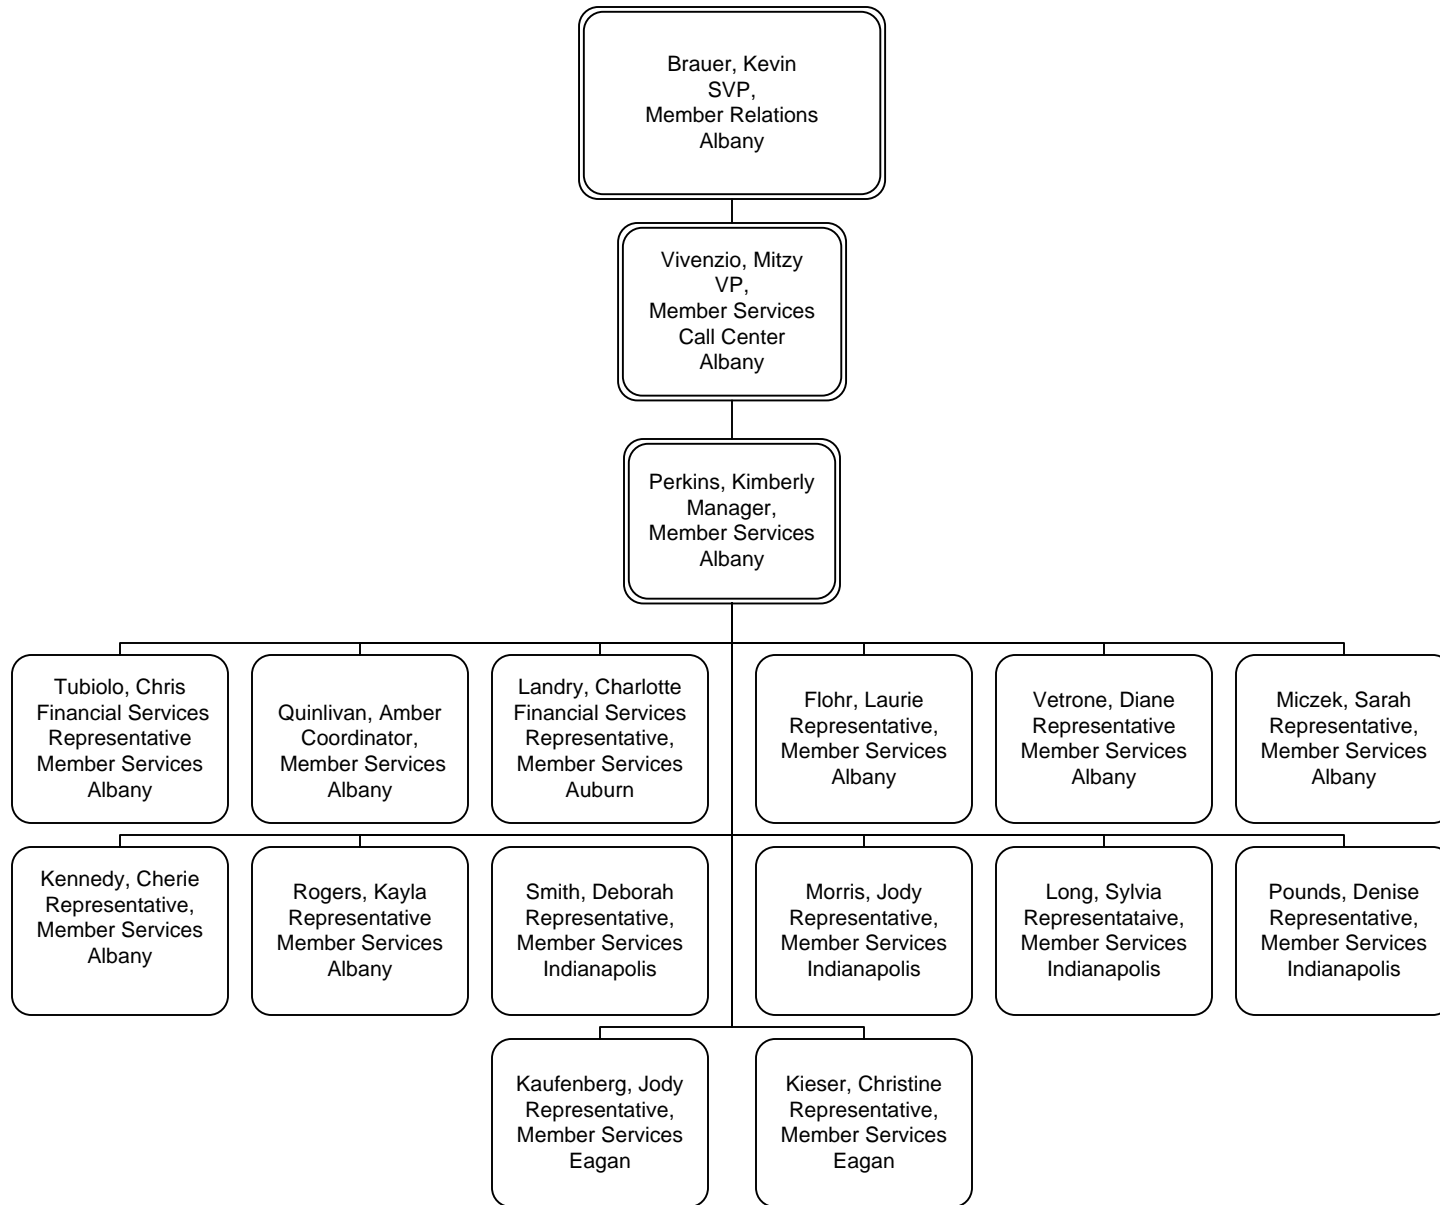 Brauer, Kevin
SVP,
Member Relations
Albany
Vivenzio, Mitzy
VP,
Member Services
Call Center
Albany
Perkins, Kimberly
Manager,
Member Services
Albany
Tubiolo, Chris
Financial Services
Representative
Member Services
Albany
Quinlivan, Amber
Coordinator,
Member Services
Albany
Landry, Charlotte
Financial Services
Representative,
Member Services
Auburn
Flohr, Laurie
Representative,
Member Services
Albany
Vetrone, Diane
Representative
Member Services
Albany
Miczek, Sarah
Representative,
Member Services
Albany
Kennedy, Cherie
Representative,
Member Services
Albany
Rogers, Kayla
Representative
Member Services
Albany
Smith, Deborah
Representative,
Member Services
Indianapolis
Morris, Jody
Representative,
Member Services
Indianapolis
Long, Sylvia
Representataive,
Member Services
Indianapolis
Pounds, Denise
Representative,
Member Services
Indianapolis
Kaufenberg, Jody
Representative,
Member Services
Eagan
Kieser, Christine
Representative,
Member Services
Eagan